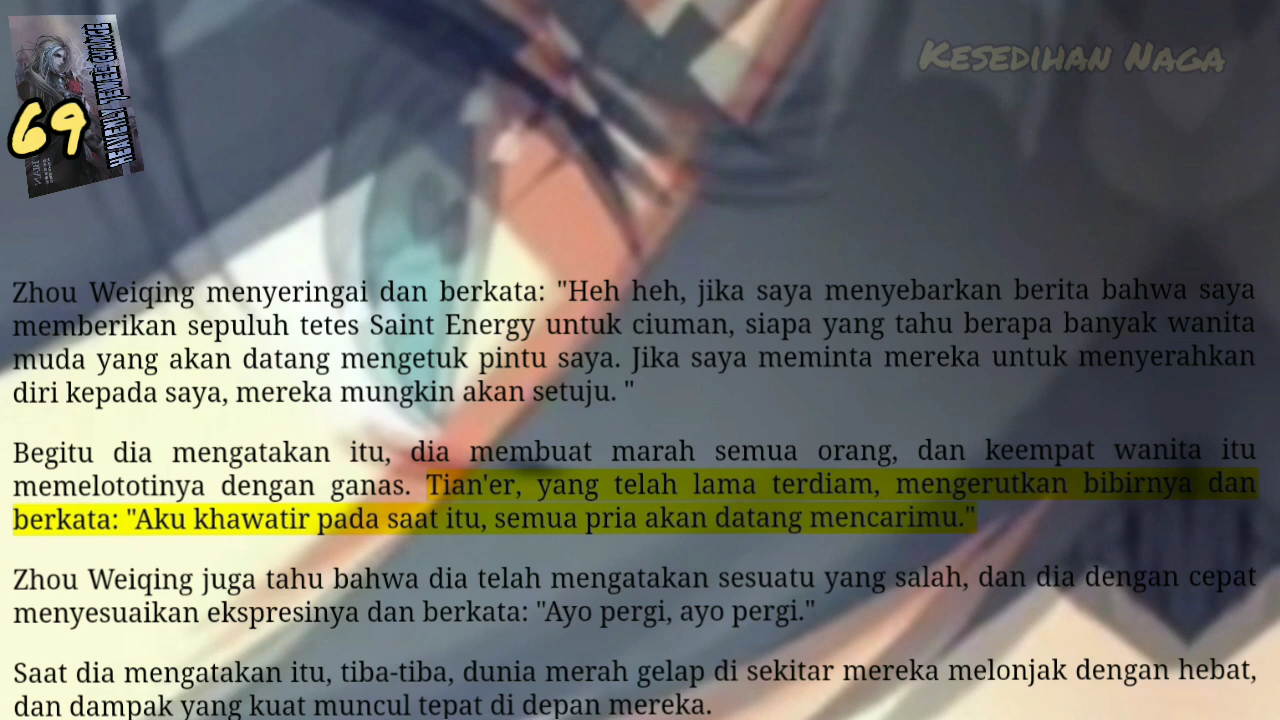 Kesedihan Naga
HEAVENLY JEWEL CHANGE
69
Zhou Weiqing menyeringai dan berkata: "Heh heh, jika saya menyebarkan berita bahwa saya
memberikan sepuluh tetes Saint Energy untuk ciuman, siapa yang tahu berapa banyak wanita
muda yang akan datang mengetuk pintu saya. Jika saya meminta mereka untuk menyerahkan
diri kepada saya, mereka mungkin akan setuju. "
Begitu dia mengatakan itu, dia membuat marah semua orang, dan keempat wanita itu
memelototinya dengan ganas. Tian'er, yang telah lama terdiam, mengerutkan bibirnya dan
berkata: "Aku khawatir pada saat itu, semua pria akan datang mencarimu."
Zhou Weiqing juga tahu bahwa dia telah mengatakan sesuatu yang salah, dan dia dengan cepat
menyesuaikan ekspresinya dan berkata: "Ayo pergi, ayo pergi."
Saat dia mengatakan itu, tiba-tiba, dunia merah gelap di sekitar mereka melonjak dengan hebat,
dan dampak yang kuat muncul tepat di depan mereka.